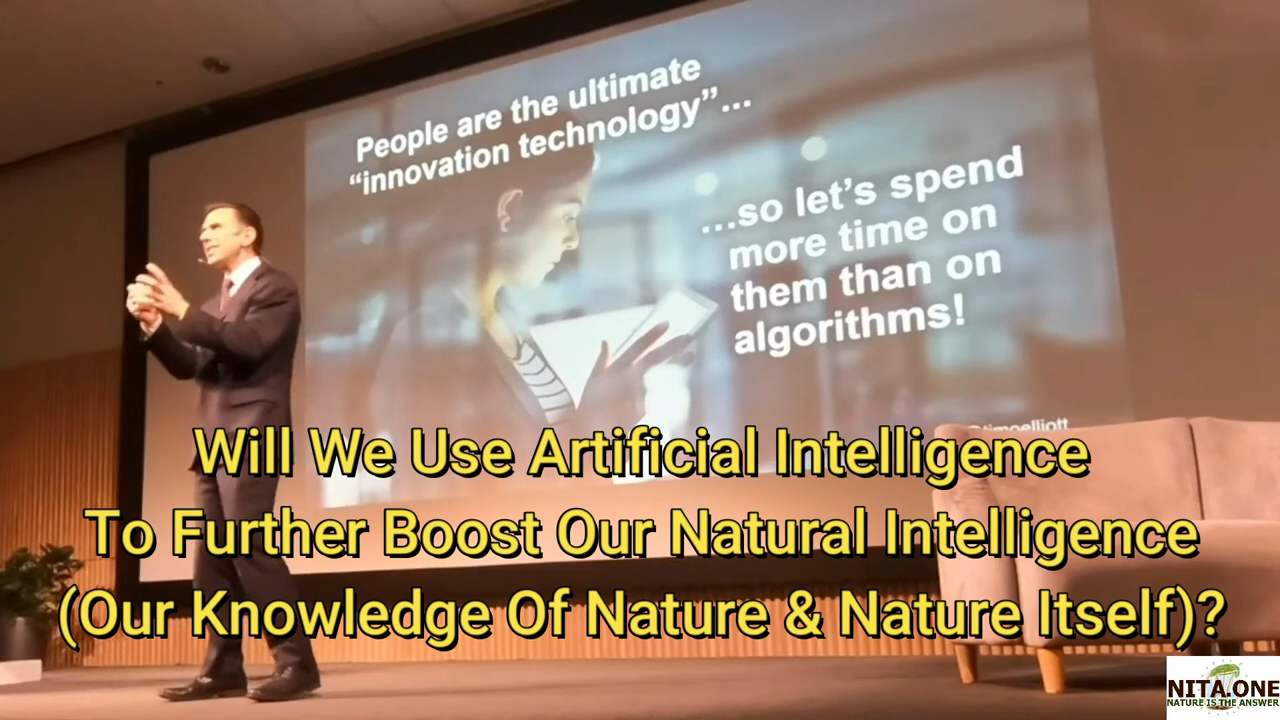 People are the ultimate
“innovation technology”...
...so let’s spend
more time on
them than on
algorithms!
@timoelliott
Will We Use Artificial Intelligence
To Further Boost Our Natural Intelligence
(Our Knowledge Of Nature & Nature Itself)?
NITA.ONE
NATURE IS THE ANSWER